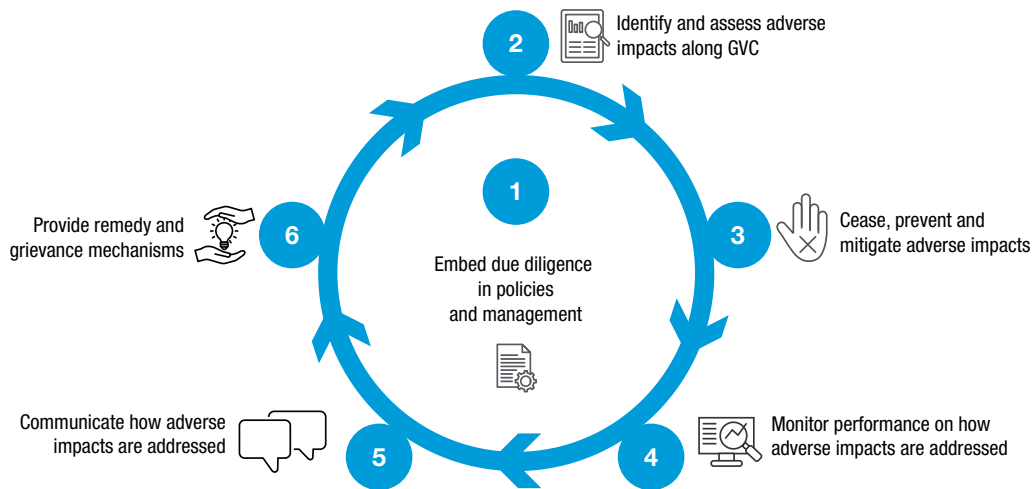 2
Identify and assess adverse
impacts along GVC
1
Embed due diligence
in policies
and management
3
Cease, prevent and
mitigate adverse impacts
4
Monitor performance on how
adverse impacts are addressed
5
Communicate how adverse
impacts are addressed
6
Provide remedy and
grievance mechanisms